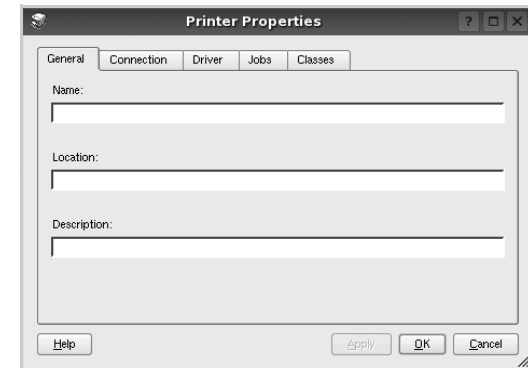 Printer Properties
?
General Connection Driver Jobs Classes
Name:
Location:
Description:
Help Apply OK Cancel